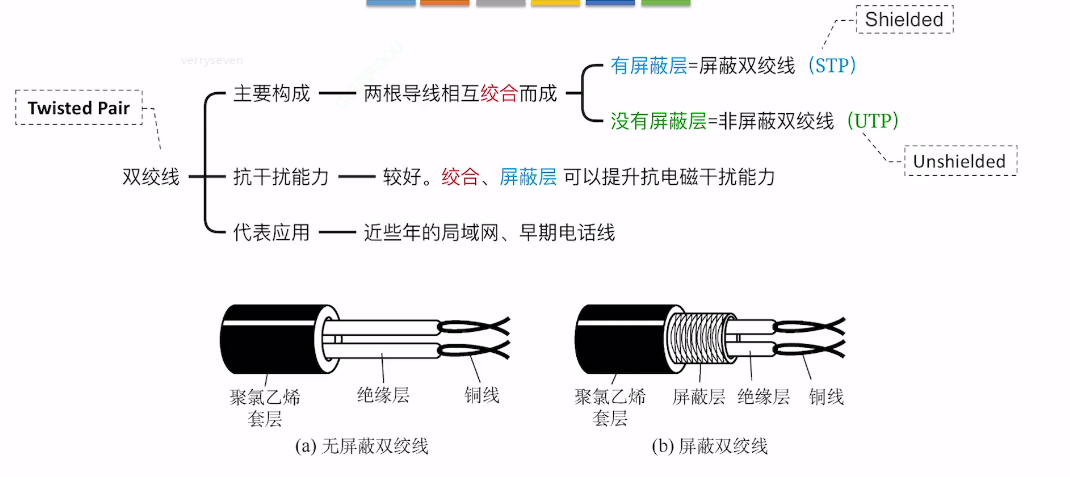 Shielded
verryseven
有屏蔽层=屏蔽双绞线（STP）
主要构成
两根导线相互绞合而成
Twisted Pair
没有屏蔽层=非屏蔽双绞线（UTP）
Unshielded
双绞线
抗干扰能力
较好。绞合、屏蔽层 可以提升抗电磁干扰能力
代表应用
近些年的局域网、早期电话线
聚氯乙烯
套层
绝缘层
铜线
(a) 无屏蔽双绞线
聚氯乙烯
套层
屏蔽层
绝缘层
铜线
(b) 屏蔽双绞线